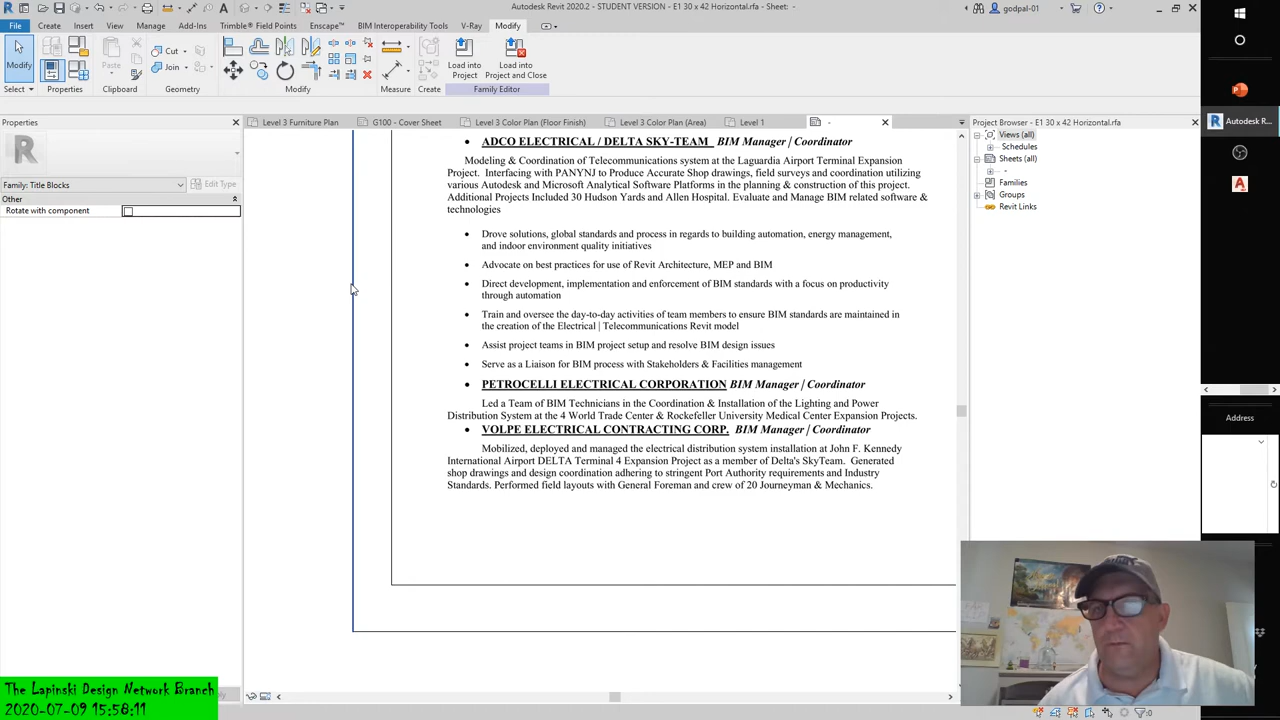 Autodesk Revit 2020.2 - STUDENT VERSION - E1 30 x 42 Horizontal.rfa - Sheet: -
godpal-01
File Create Insert View Manage Add-Ins Trimble® Field Points Enscape™ BIM Interoperability Tools V-Ray Modify
Modify Paste Cut Join Load into Project Load into Project and Close
Select Properties Clipboard Geometry Modify Measure Create Family Editor
Properties
Level 3 Furniture Plan G100 - Cover Sheet Level 3 Color Plan (Floor Finish) Level 3 Color Plan (Area) Level 1 -
Project Browser - E1 30 x 42 Horizontal.rfa
Autodesk R...
Views (all)
Schedules
Sheets (all)
-
Families
Groups
Revit Links
Family: Title Blocks Edit Type
Other
Rotate with component
• ADCO ELECTRICAL / DELTA SKY-TEAM BIM Manager / Coordinator
Modeling & Coordination of Telecommunications system at the Laguardia Airport Terminal Expansion
Project. Interfacing with PANYNJ to Produce Accurate Shop drawings, field surveys and coordination utilizing
various Autodesk and Microsoft Analytical Software Platforms in the planning & construction of this project.
Additional Projects Included 30 Hudson Yards and Allen Hospital. Evaluate and Manage BIM related software &
technologies
• Drove solutions, global standards and process in regards to building automation, energy management,
and indoor environment quality initiatives
• Advocate on best practices for use of Revit Architecture, MEP and BIM
• Direct development, implementation and enforcement of BIM standards with a focus on productivity
through automation
• Train and oversee the day-to-day activities of team members to ensure BIM standards are maintained in
the creation of the Electrical | Telecommunications Revit model
• Assist project teams in BIM project setup and resolve BIM design issues
• Serve as a Liaison for BIM process with Stakeholders & Facilities management
• PETROCELLI ELECTRICAL CORPORATION BIM Manager / Coordinator
Led a Team of BIM Technicians in the Coordination & Installation of the Lighting and Power
Distribution System at the 4 World Trade Center & Rockefeller University Medical Center Expansion Projects.
• VOLPE ELECTRICAL CONTRACTING CORP. BIM Manager / Coordinator
Mobilized, deployed and managed the electrical distribution system installation at John F. Kennedy
International Airport DELTA Terminal 4 Expansion Project as a member of Delta's SkyTeam. Generated
shop drawings and design coordination adhering to stringent Port Authority requirements and Industry
Standards. Performed field layouts with General Foreman and crew of 20 Journeyman & Mechanics.
Address
The Lapinski Design Network Branch
2020-07-09 15:58:11
:0